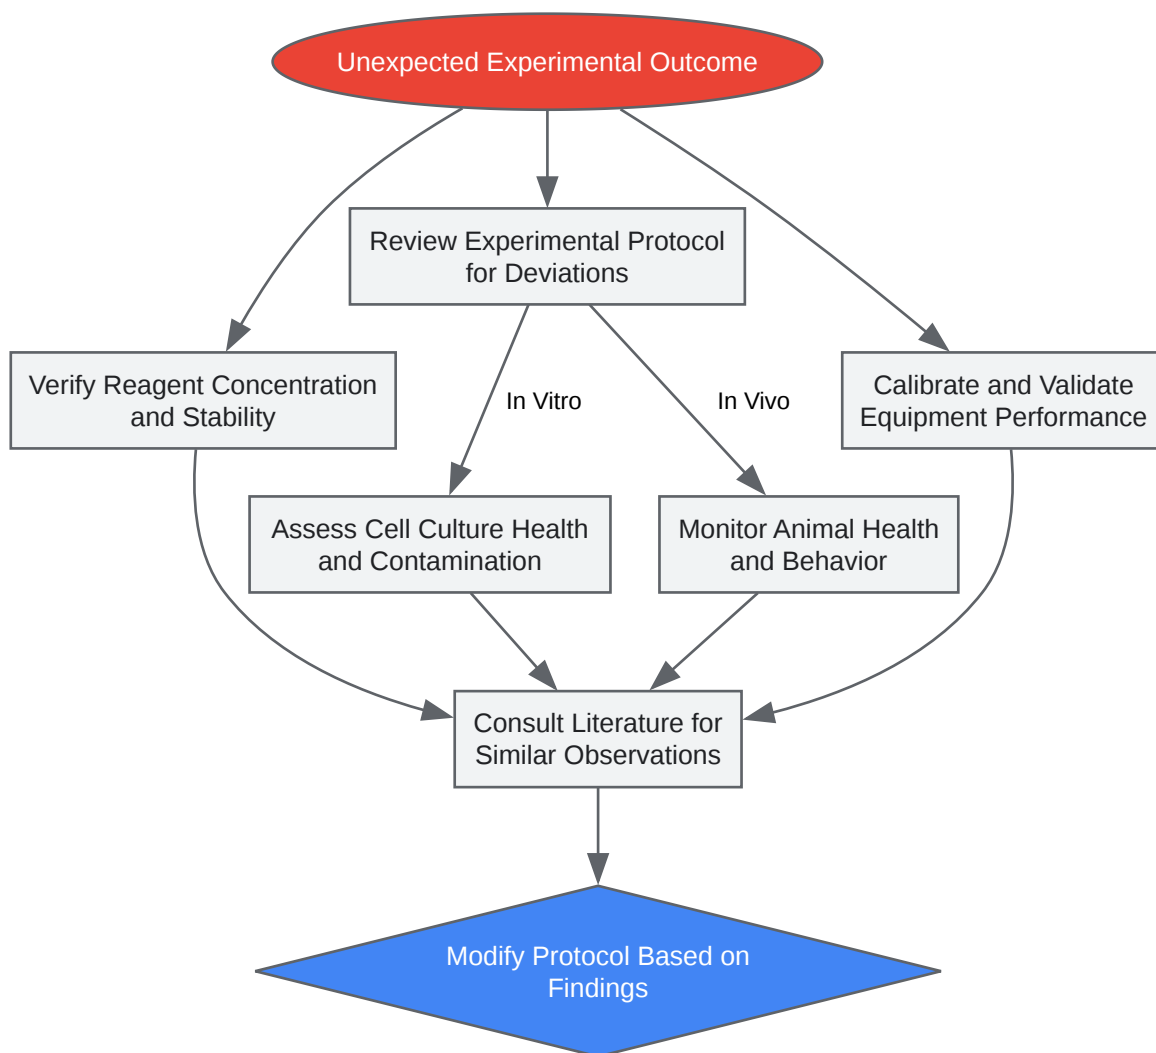 Unexpected Experimental Outcome
Review Experimental Protocol
for Deviations
Verify Reagent Concentration
and Stability
Calibrate and Validate
Equipment Performance
In Vitro
In Vivo
Assess Cell Culture Health
and Contamination
Monitor Animal Health
and Behavior
Consult Literature for
Similar Observations
Modify Protocol Based on
Findings